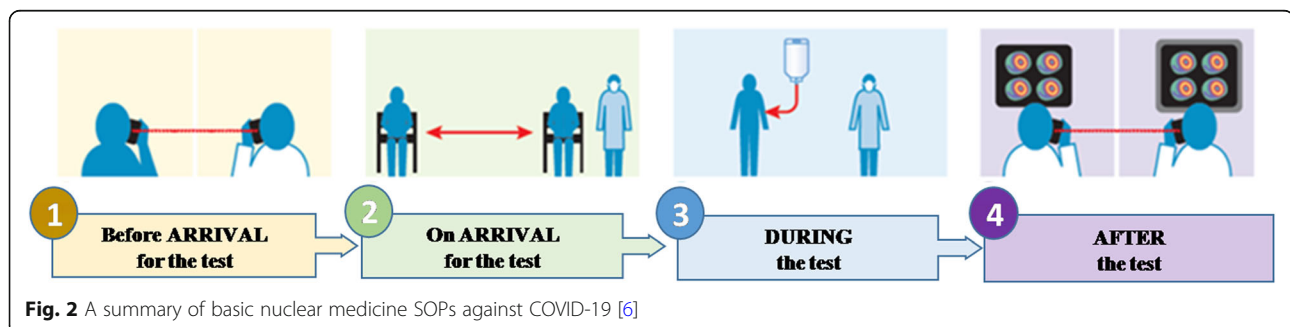 1
Before ARRIVAL
for the test
2
On ARRIVAL
for the test
3
DURING
the test
4
AFTER
the test
Fig. 2 A summary of basic nuclear medicine SOPs against COVID-19 [6]